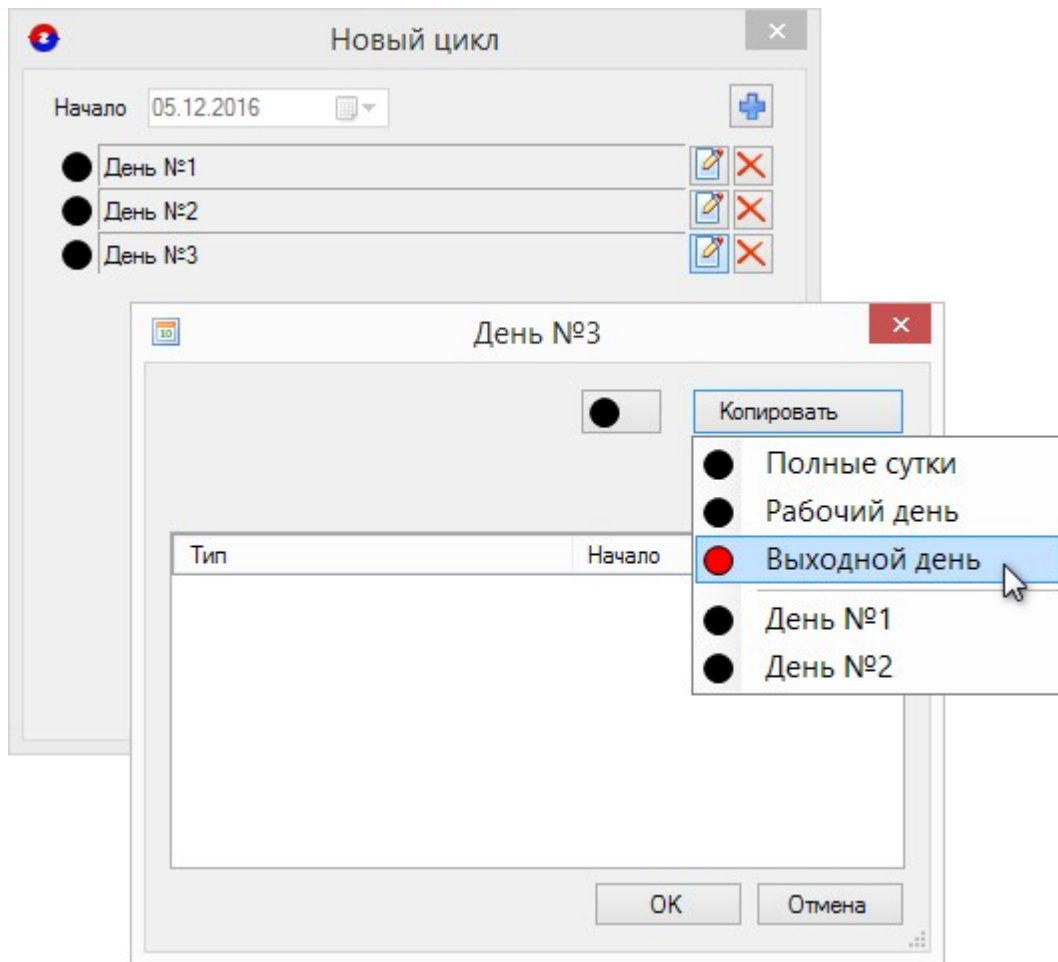 Новый цикл
Начало 05.12.2016
День №1
День №2
День №3
День №3
Копировать
Полные сутки
Рабочий день
Тип Начало
Выходной день
День №1
День №2
OK Отмена